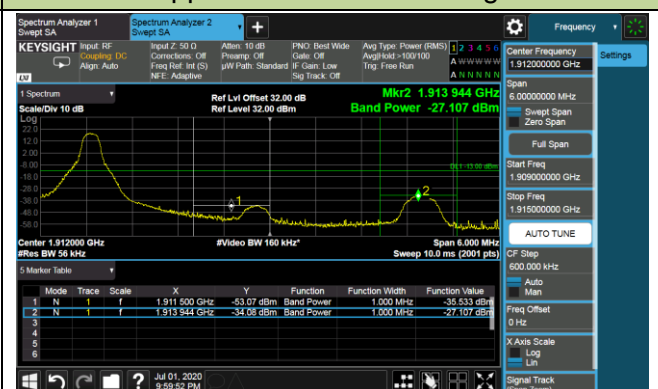 Spectrum Analyzer 1
Swept SA
Spectrum Analyzer 2
Swept SA
Frequency
KEYSIGHT
Input: RF
Coupling: DC
Align: Auto
Input Z: 50 Ω
Corrections: Off
Freq Ref: Int (S)
NFE: Adaptive
Atten: 10 dB
Preamp: Off
µW Path: Standard
PNO: Best Wide
Gate: Off
IF Gain: Low
Sig Track: Off
Avg Type: Power (RMS)
Avg|Hold:>100/100
Trig: Free Run
1 2 3 4 5 6
A W W W W W
A N N N N N
LXI
1 Spectrum
Scale/Div 10 dB
Ref Lvl Offset 32.00 dB
Ref Level 32.00 dBm
Mkr2 1.913 944 GHz
Band Power -27.107 dBm
Log
22.0
12.0
2.00
-8.00
-18.0
-28.0
-38.0
-48.0
-58.0
DL1 -13.00 dBm
1
2
Center 1.912000 GHz
#Res BW 56 kHz
#Video BW 160 kHz*
Span 6.000 MHz
Sweep 10.0 ms (2001 pts)
5 Marker Table
Mode Trace Scale X Y Function Function Width Function Value
1 N 1 f 1.911 500 GHz -53.07 dBm Band Power 1.000 MHz -35.533 dBm
2 N 1 f 1.913 944 GHz -34.08 dBm Band Power 1.000 MHz -27.107 dBm
3
4
5
6
Jul 01, 2020
9:59:52 PM
Center Frequency
1.912000000 GHz
Settings
Span
6.00000000 MHz
Swept Span
Zero Span
Full Span
Start Freq
1.909000000 GHz
Stop Freq
1.915000000 GHz
AUTO TUNE
CF Step
600.000 kHz
Auto
Man
Freq Offset
0 Hz
X Axis Scale
Log
Lin
Signal Track